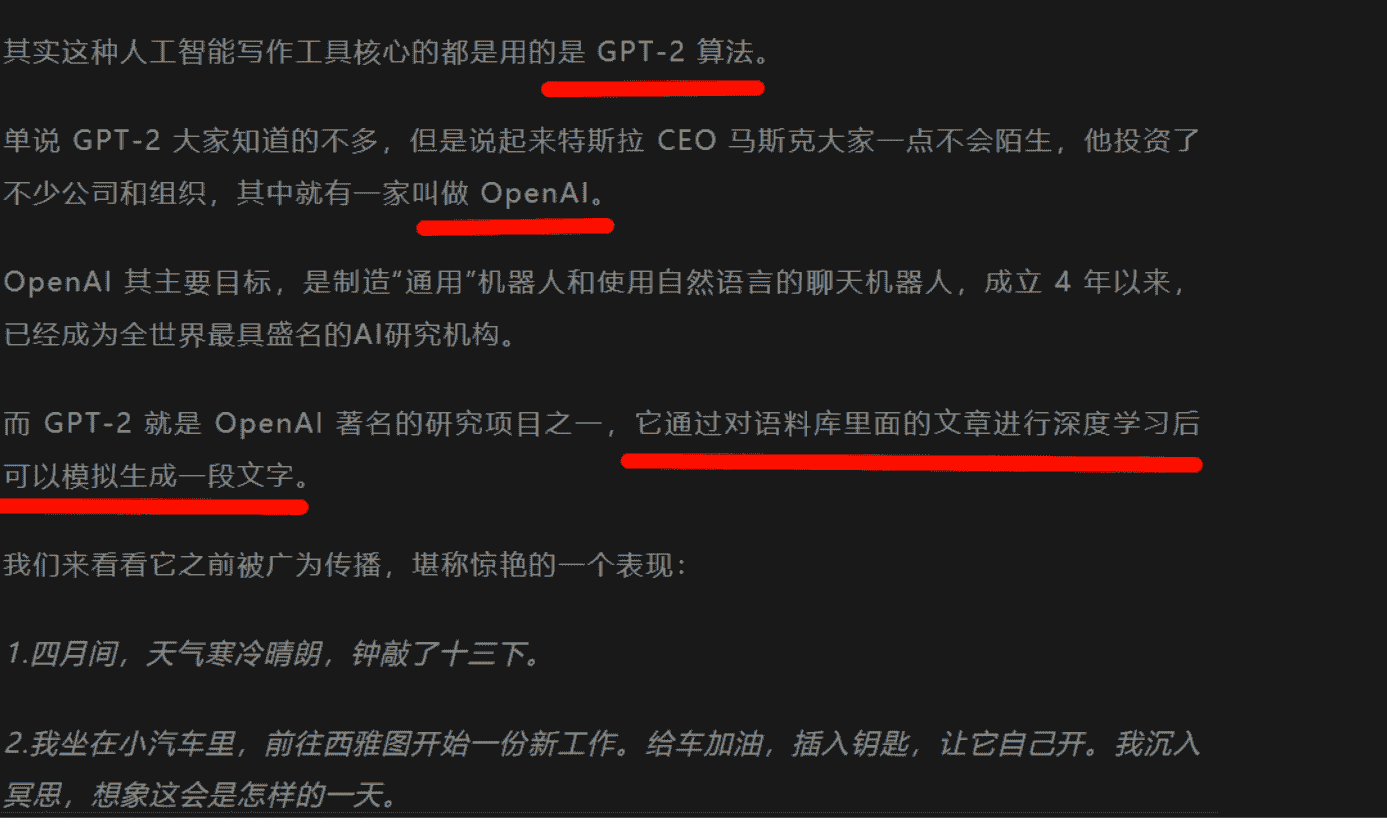 其实这种人工智能写作工具核心的都是用的是 GPT-2 算法。
单说 GPT-2 大家知道的不多，但是说起来特斯拉 CEO 马斯克大家一点不会陌生，他投资了
不少公司和组织，其中就有一家叫做 OpenAI。
OpenAI 其主要目标，是制造“通用”机器人和使用自然语言的聊天机器人，成立 4 年以来，
已经成为全世界最具盛名的AI研究机构。
而 GPT-2 就是 OpenAI 著名的研究项目之一，它通过对语料库里面的文章进行深度学习后
可以模拟生成一段文字。
我们来看看它之前被广为传播，堪称惊艳的一个表现：
1.四月间，天气寒冷晴朗，钟敲了十三下。
2.我坐在小汽车里，前往西雅图开始一份新工作。给车加油，插入钥匙，让它自己开。我沉入
冥思，想象这会是怎样的一天。